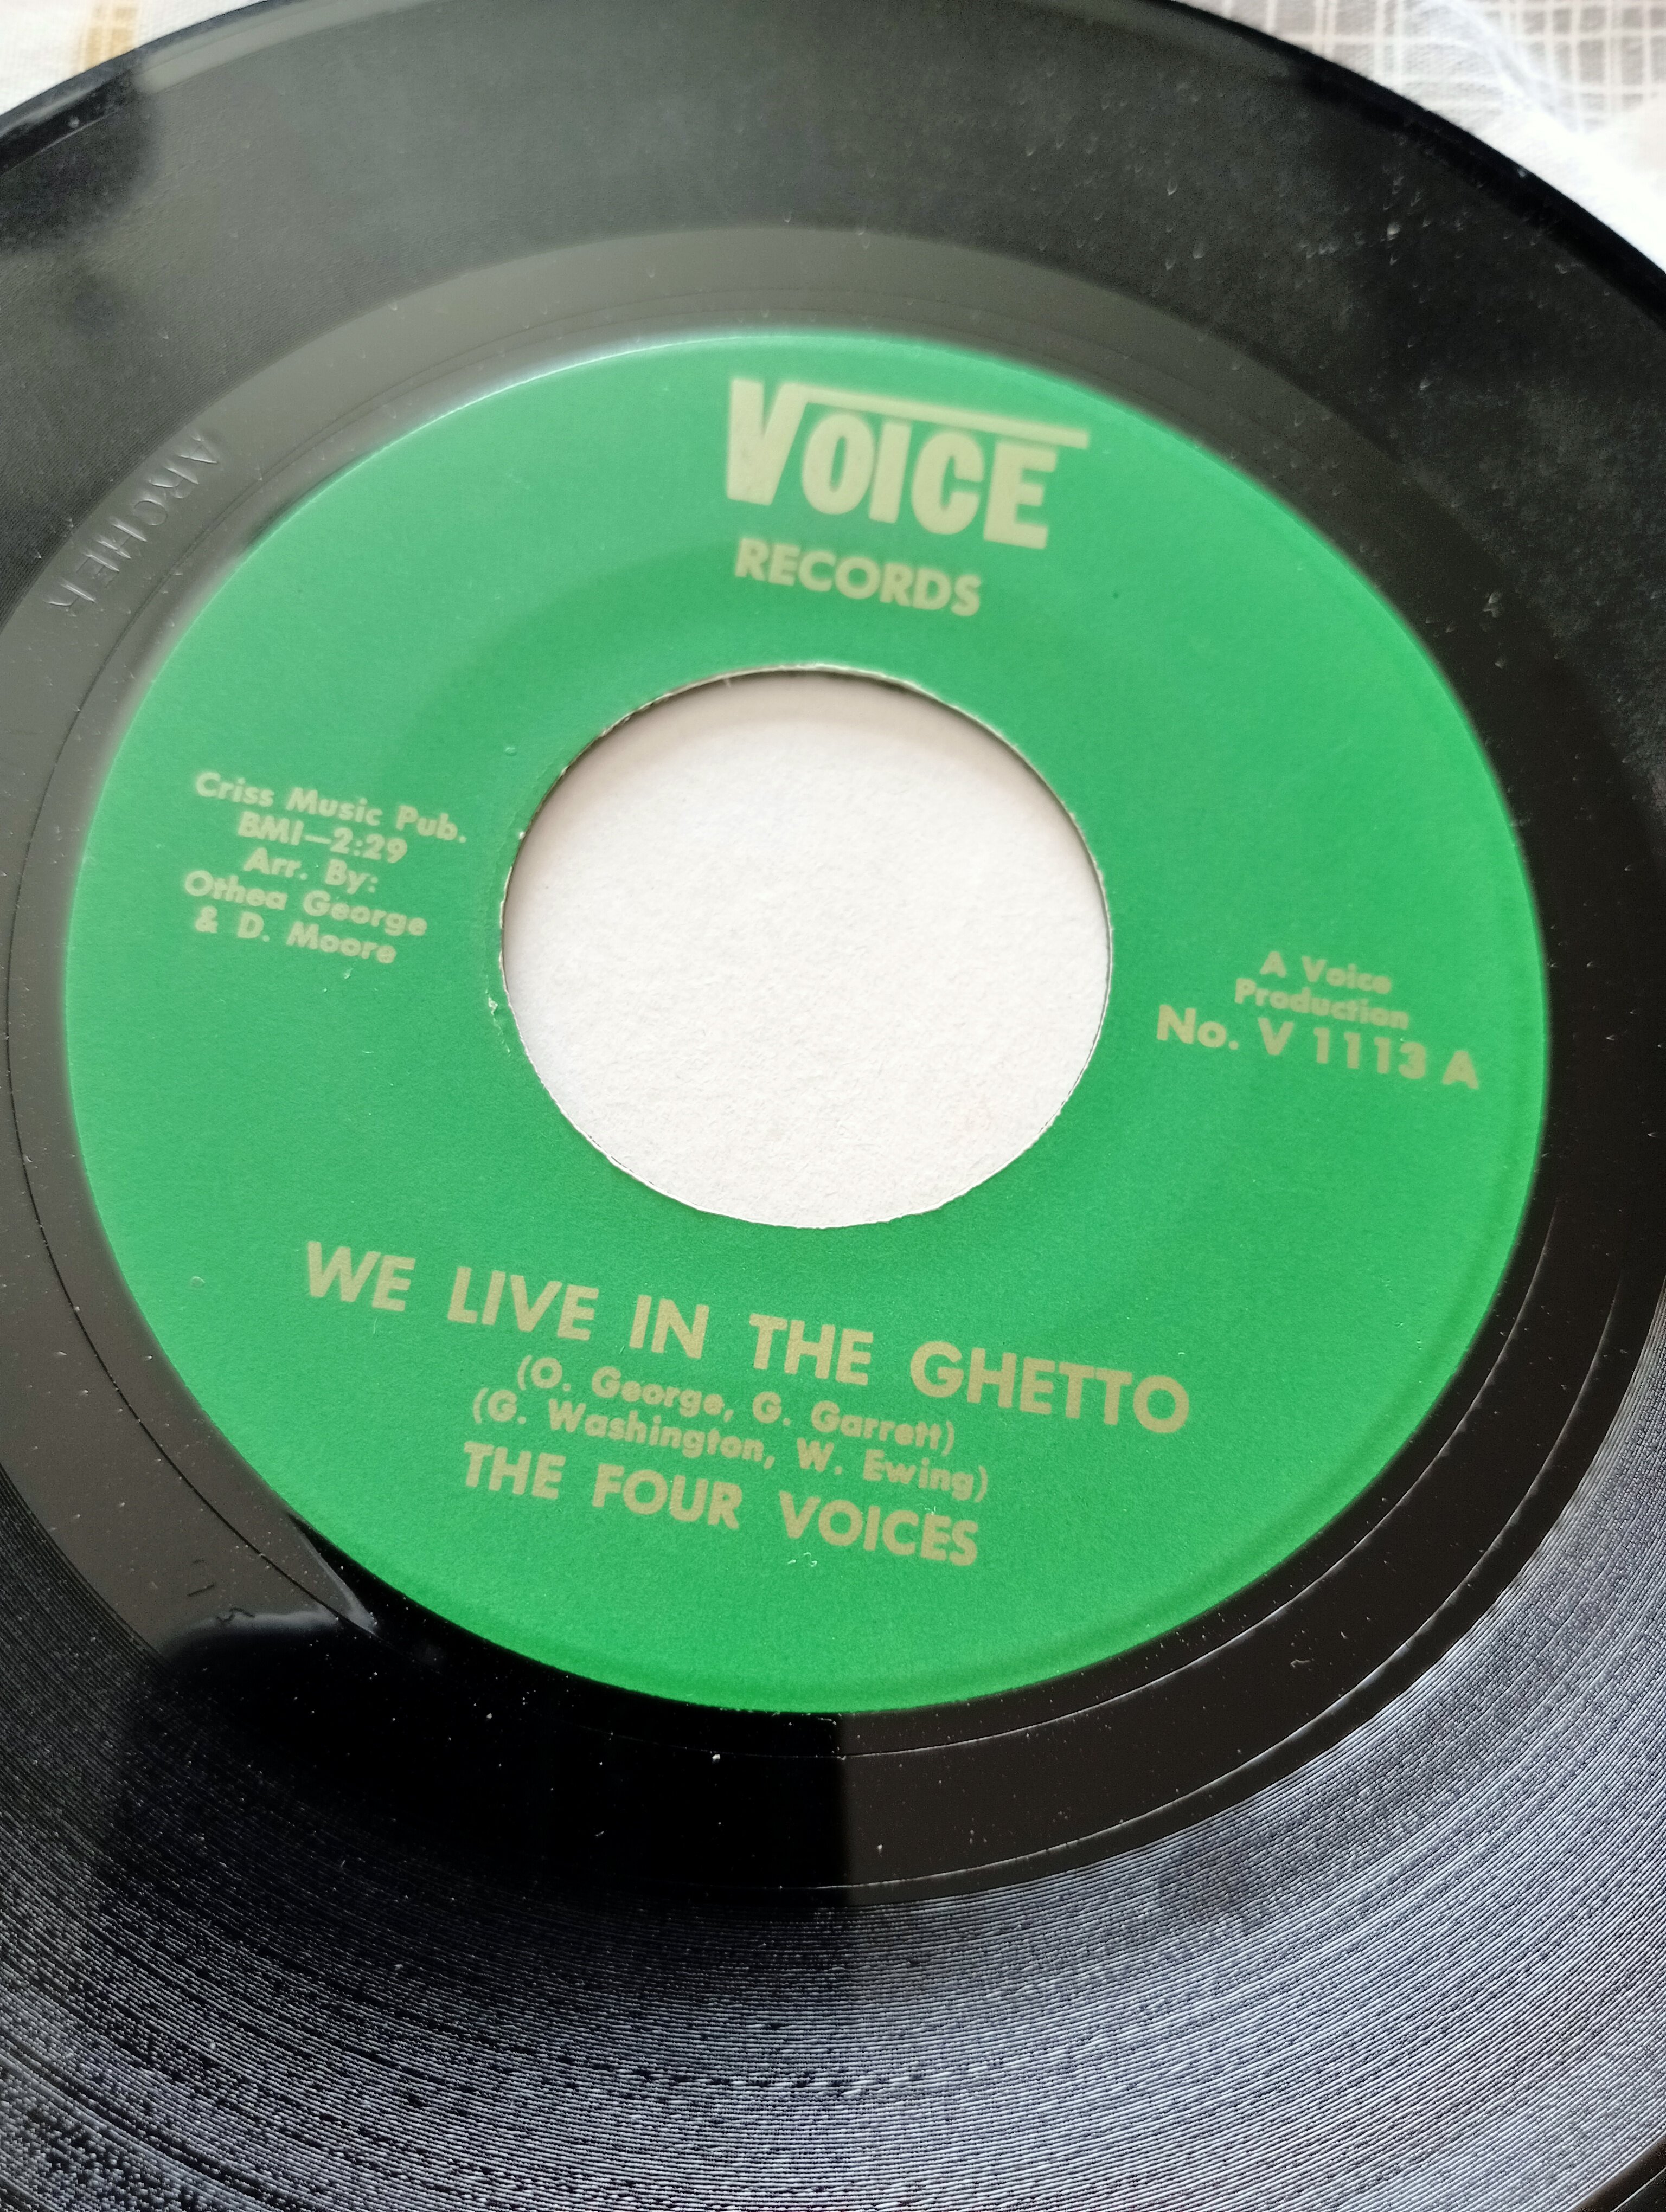 VOICE
RECORDS
ARCHER
Criss Music Pub.
BMI—2:29
Arr. By:
Othea George
& D. Moore
A Voice
Production
No. V 1113 A
WE LIVE IN THE GHETTO
(O. George, G. Garrett)
(G. Washington, W. Ewing)
THE FOUR VOICES